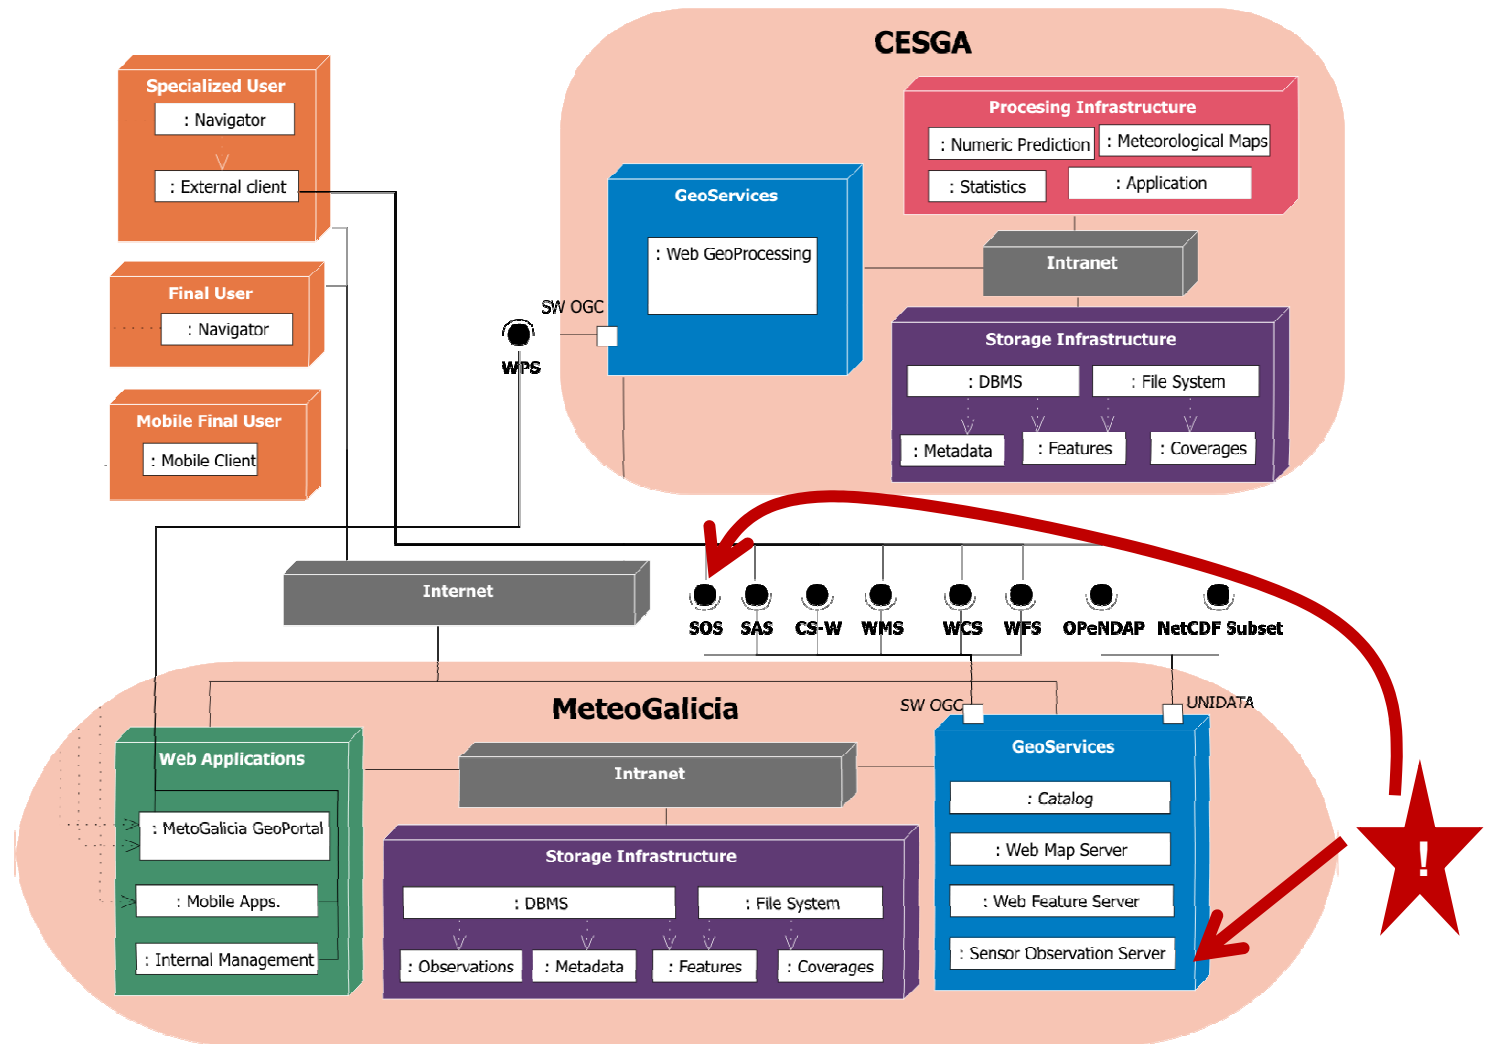 CESGA
Specialized User
: Navigator
: External client
Final User
: Navigator
Mobile Final User
: Mobile Client
Procesing Infrastructure
: Numeric Prediction
: Meteorological Maps
: Statistics
: Application
GeoServices
: Web GeoProcessing
Intranet
SW OGC
WPS
Storage Infrastructure
: DBMS
: File System
: Metadata
: Features
: Coverages
Internet
SOS
SAS
CS-W
WMS
WCS
WFS
OPeNDAP
NetCDF Subset
MeteoGalicia
SW OGC
UNIDATA
Web Applications
: MetoGalicia GeoPortal
: Mobile Apps.
: Internal Management
Intranet
Storage Infrastructure
: DBMS
: File System
: Observations
: Metadata
: Features
: Coverages
GeoServices
: Catalog
: Web Map Server
: Web Feature Server
: Sensor Observation Server
!